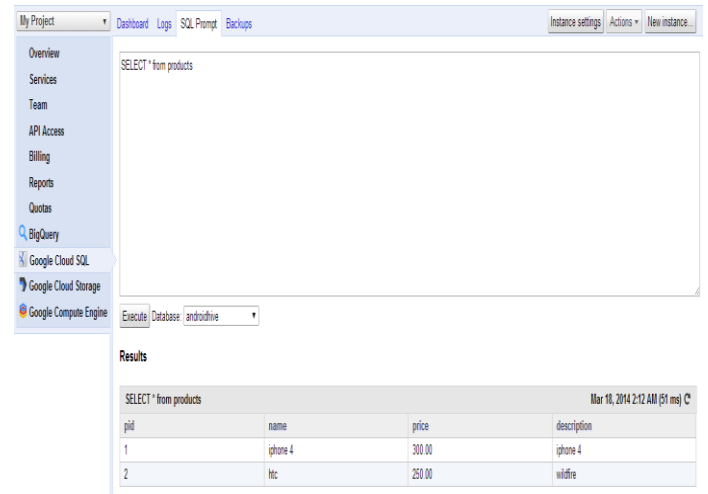 My Project
Dashboard Logs SQL Prompt Backups
Instance settings Actions New instance...
Overview
Services
Team
API Access
Billing
Reports
Quotas
BigQuery
Google Cloud SQL
Google Cloud Storage
Google Compute Engine
SELECT * from products
Execute Database: androidhive
Results
SELECT * from products Mar 18, 2014 2:12 AM (51 ms)
pid name price description
1 iphone 4 300.00 iphone 4
2 htc 250.00 wildfire